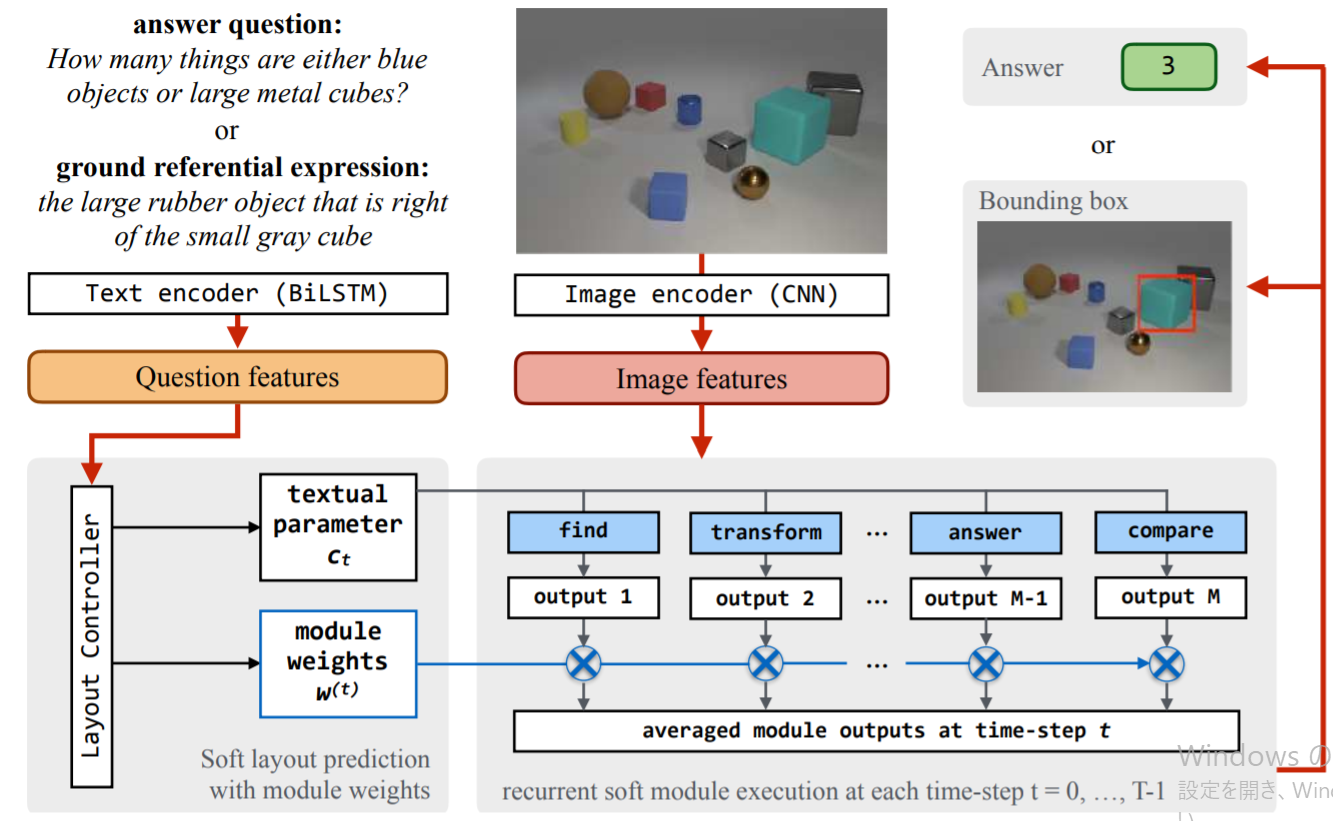 answer question:
How many things are either blue
objects or large metal cubes?
or
ground referential expression:
the large rubber object that is right
of the small gray cube
Text encoder (BiLSTM)
Question features
Image encoder (CNN)
Image features
Answer
3
or
Bounding box
Layout Controller
textual
parameter
c_t
module
weights
w^(t)
Soft layout prediction
with module weights
find
transform
...
answer
compare
output 1
output 2
...
output M-1
output M
...
averaged module outputs at time-step t
recurrent soft module execution at each time-step t = 0, …, T-1
Windows の
設定を開き、Wind